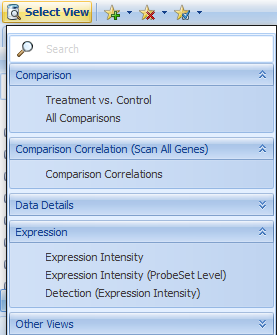 Select View
Search
Comparison
Treatment vs. Control
All Comparisons
Comparison Correlation (Scan All Genes)
Comparison Correlations
Data Details
Expression
Expression Intensity
Expression Intensity (ProbeSet Level)
Detection (Expression Intensity)
Other Views